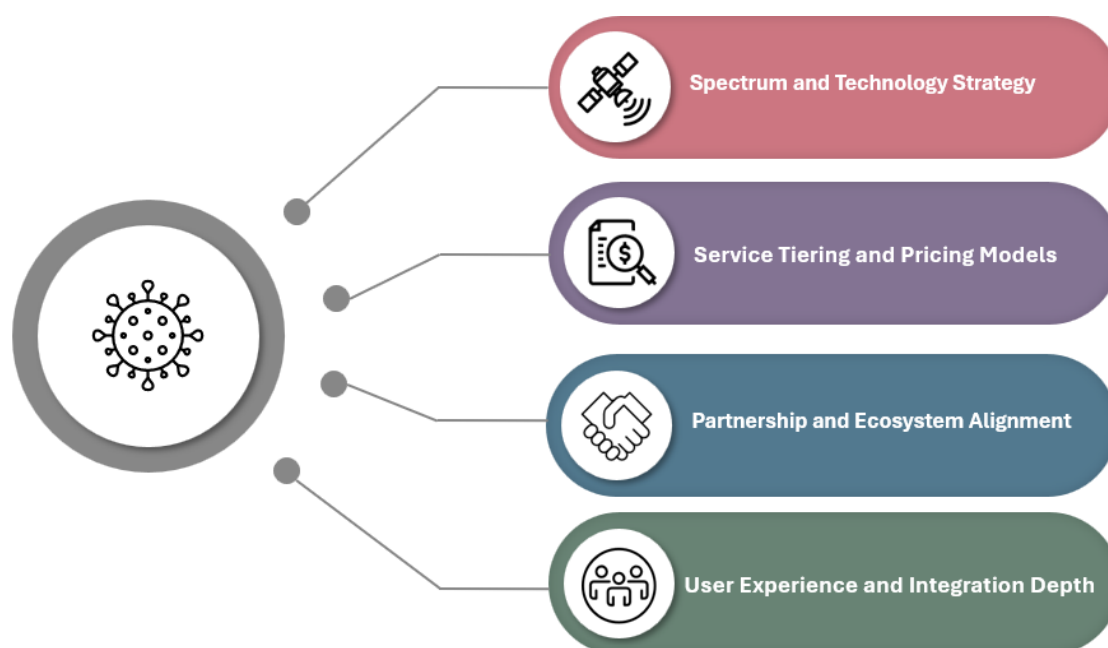 Spectrum and Technology Strategy
$
Service Tiering and Pricing Models
Partnership and Ecosystem Alignment
User Experience and Integration Depth